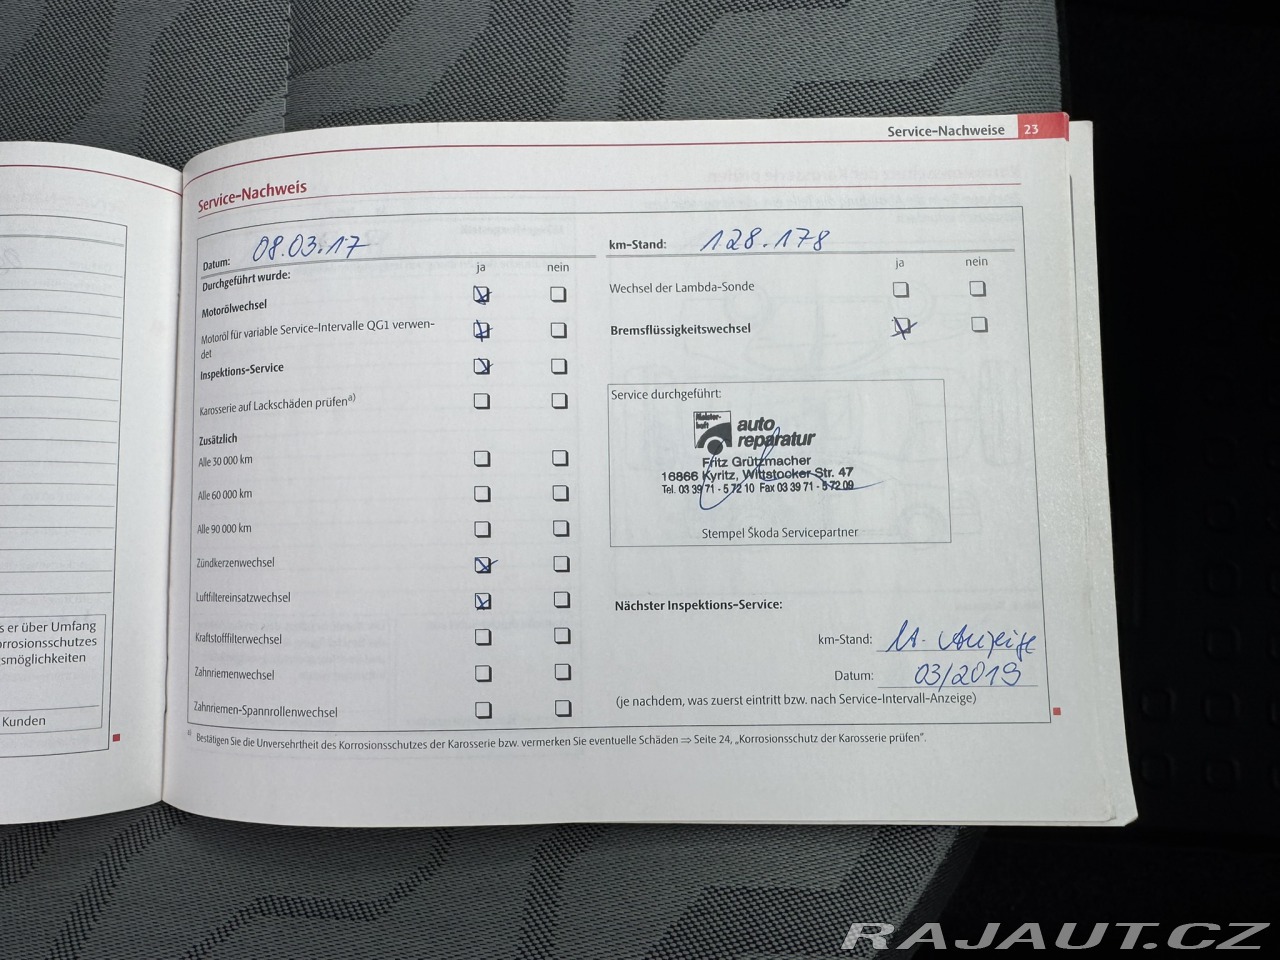 Service-Nachweise 23
Service-Nachweis
Datum: 08.03.17
km-Stand: 128.178
Durchgeführt wurde:
ja nein
ja nein
Motorölwechsel
Motoröl für variable Service-Intervalle QG1 verwen-
det
Inspektions-Service
Karosserie auf Lackschäden prüfena)
Zusätzlich
Alle 30 000 km
Alle 60 000 km
Alle 90 000 km
Zündkerzenwechsel
Luftfiltereinsatzwechsel
Kraftstofffilterwechsel
Zahnriemenwechsel
Zahnriemen-Spannrollenwechsel
Wechsel der Lambda-Sonde
Bremsflüssigkeitswechsel
Service durchgeführt:
Meister-
haft
auto
reparatur
Fritz Grützmacher
16866 Kyritz, Wittstocker Str. 47
Tel. 03 39 71 - 5 72 10 Fax 03 39 71 - 5 72 09
Stempel Škoda Servicepartner
Nächster Inspektions-Service:
km-Stand: Anzeige
Datum: 03/2019
(je nachdem, was zuerst eintritt bzw. nach Service-Intervall-Anzeige)
a) Bestätigen Sie die Unversehrtheit des Korrosionsschutzes der Karosserie bzw. vermerken Sie eventuelle Schäden ⇒ Seite 24, „Korrosionsschutz der Karosserie prüfen".
s er über Umfang
orrosionsschutzes
smöglichkeiten
Kunden
RAJAUT.CZ